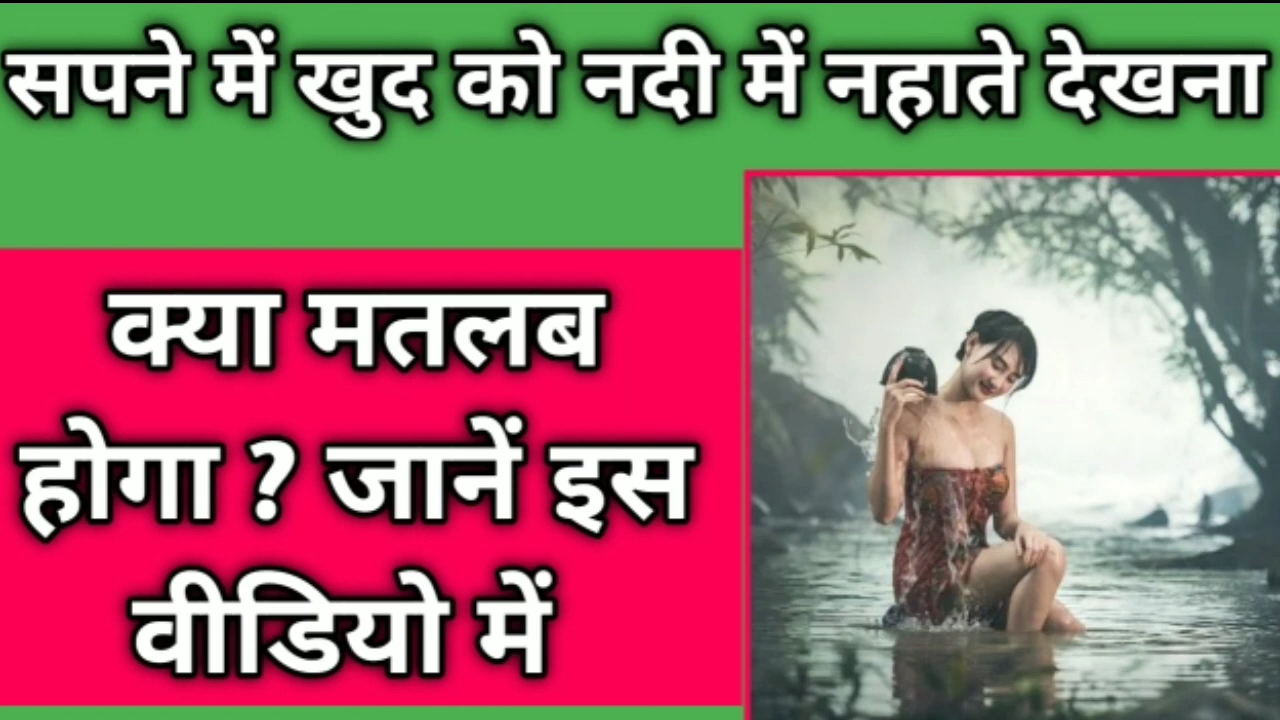 सपने में खुद को नदी में नहाते देखना
क्या मतलब
होगा ? जानें इस
वीडियो में